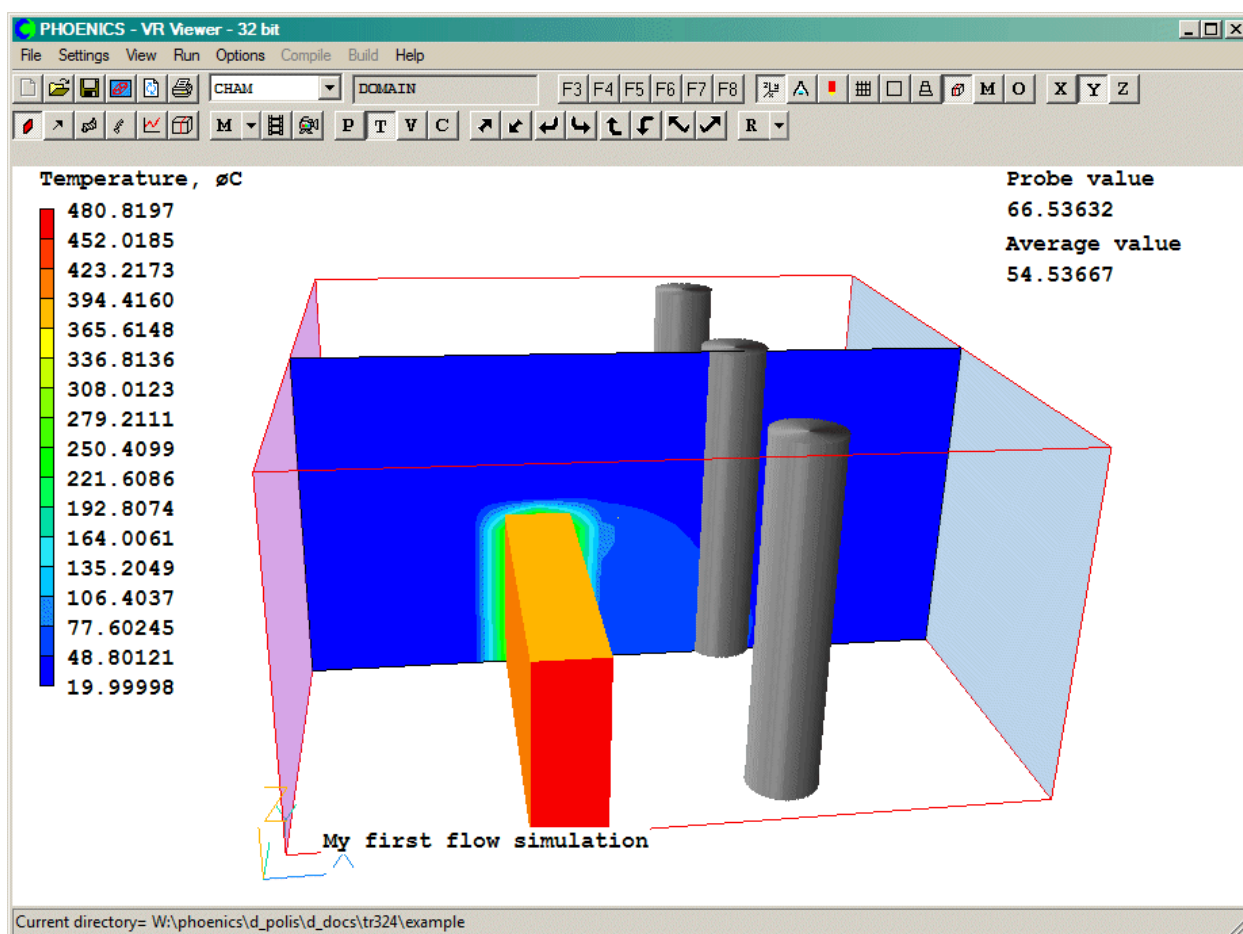 PHOENICS - VR Viewer - 32 bit
File Settings View Run Options Compile Build Help
CHAM DOMAIN F3 F4 F5 F6 F7 F8 M O X Y Z
M P T V C R
Temperature, øC
480.8197
452.0185
423.2173
394.4160
365.6148
336.8136
308.0123
279.2111
250.4099
221.6086
192.8074
164.0061
135.2049
106.4037
77.60245
48.80121
19.99998
Probe value
66.53632
Average value
54.53667
My first flow simulation
Current directory= W:\phoenics\d_polis\d_docs\tr324\example